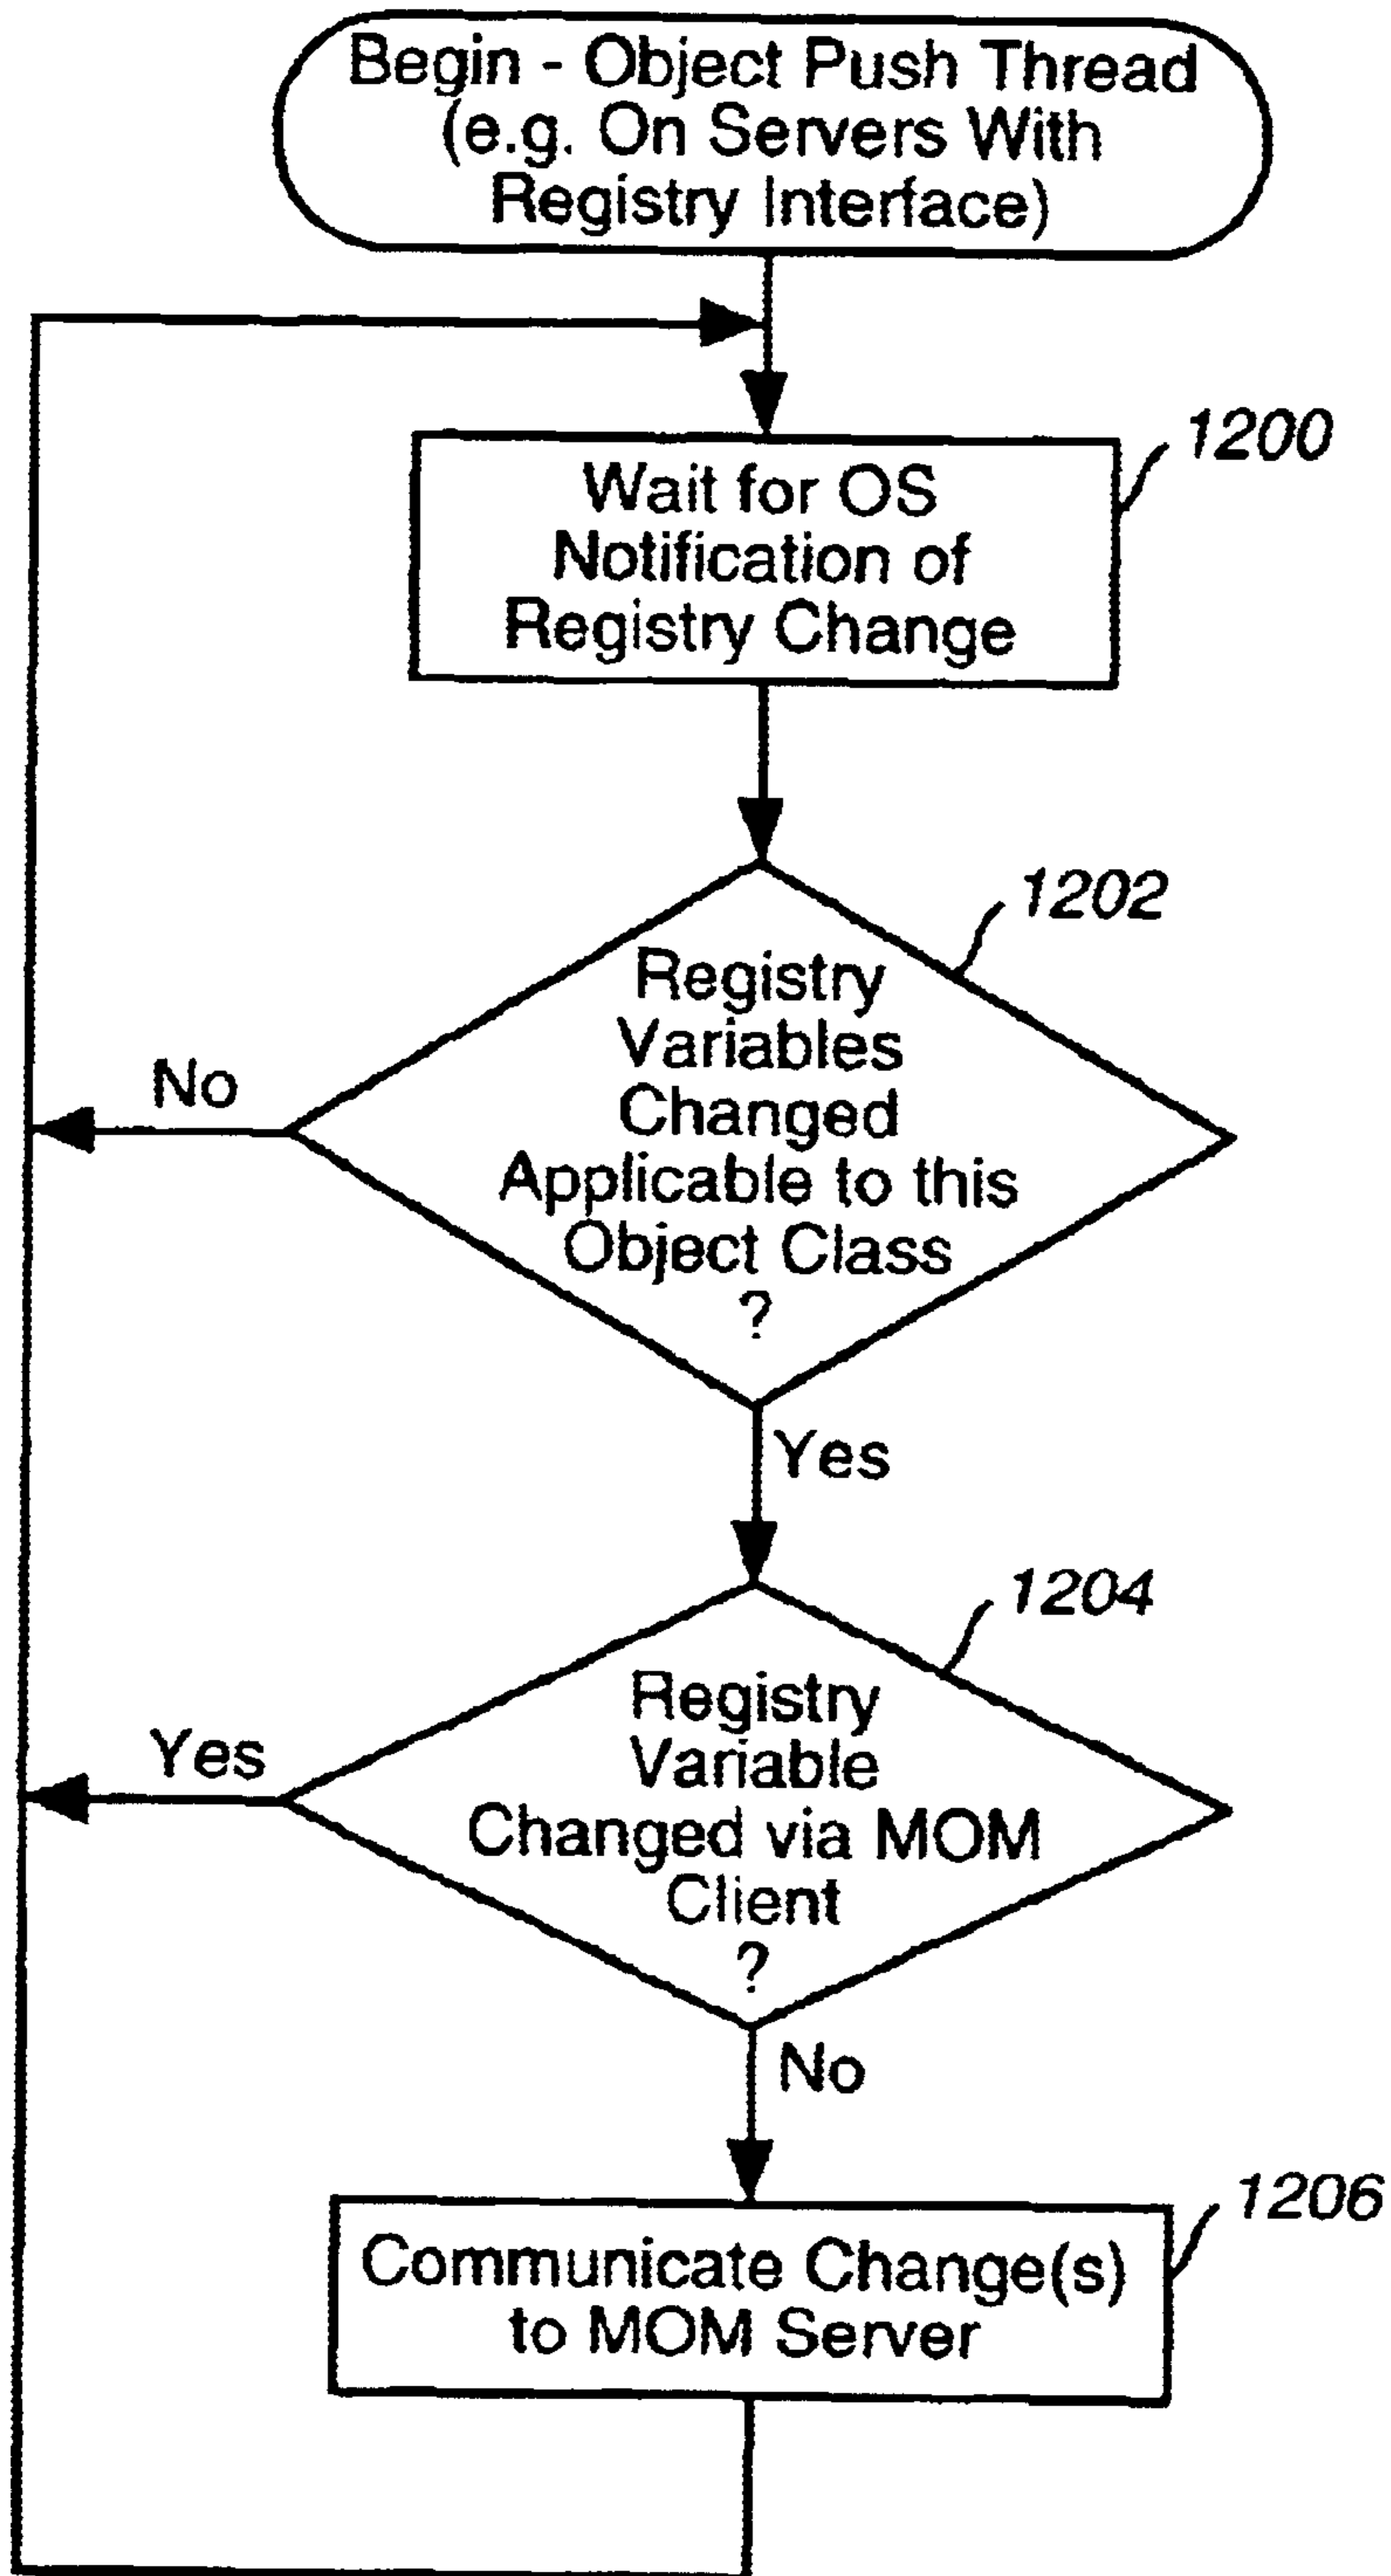 Begin - Object Push Thread
(e.g. On Servers With
Registry Interface)
1200
Wait for OS
Notification of
Registry Change
1202
Registry
Variables
Changed
Applicable to this
Object Class
?
No
Yes
1204
Registry
Variable
Changed via MOM
Client
?
Yes
No
1206
Communicate Change(s)
to MOM Server